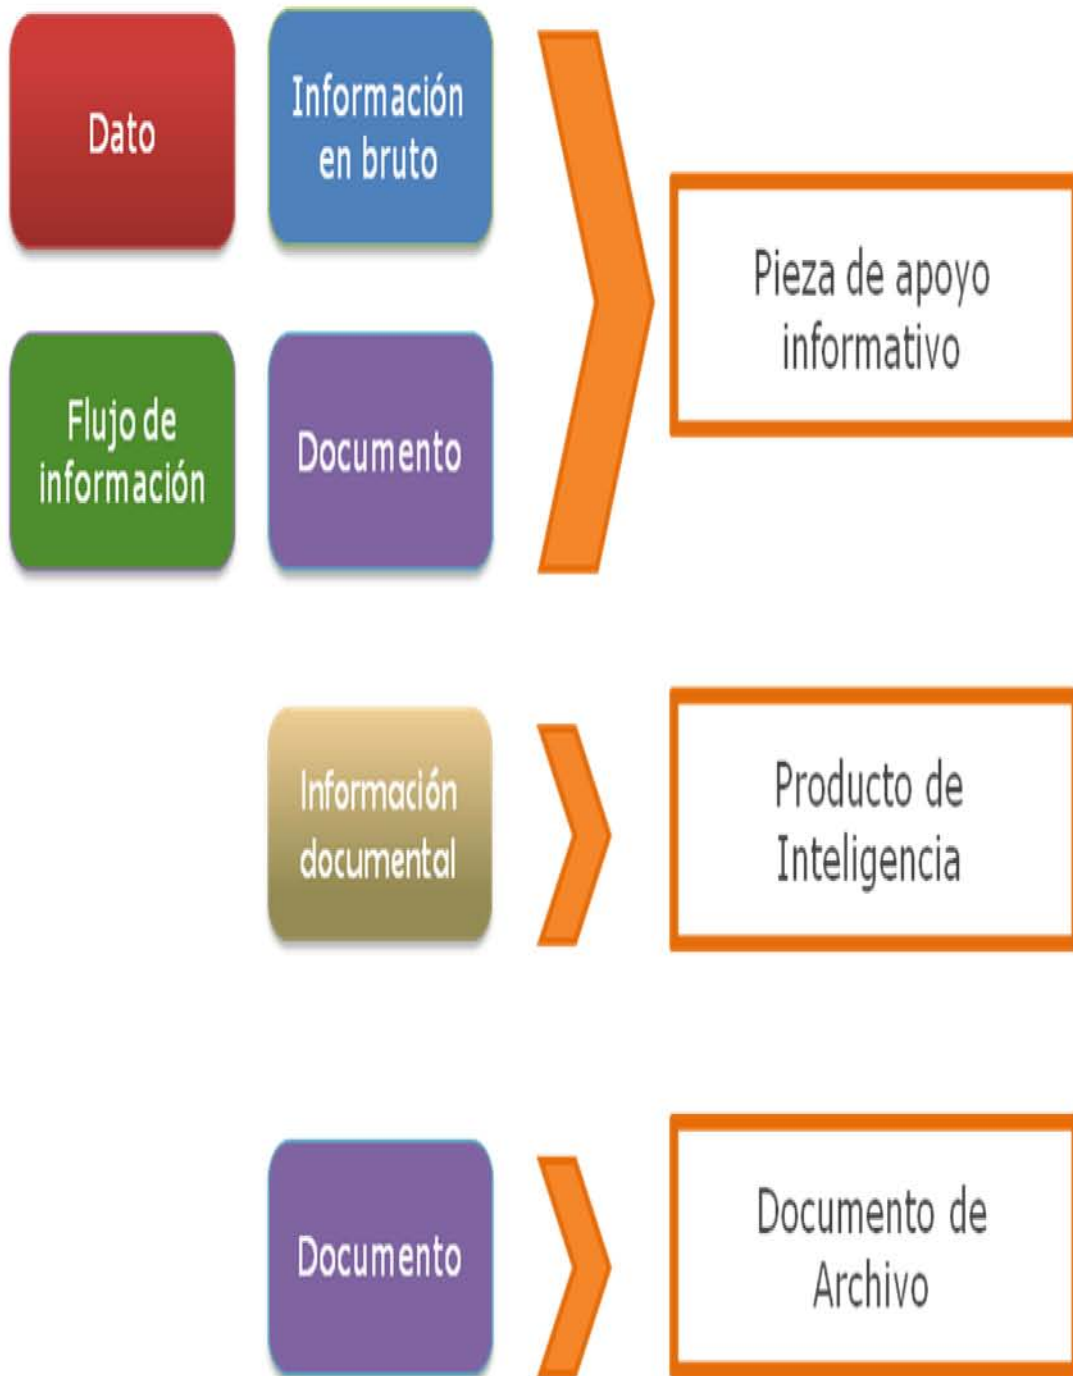 Dato
Información
en bruto
Pieza de apoyo
informativo
Flujo de
información
Documento
Información
documental
Producto de
Inteligencia
Documento
Documento de
Archivo